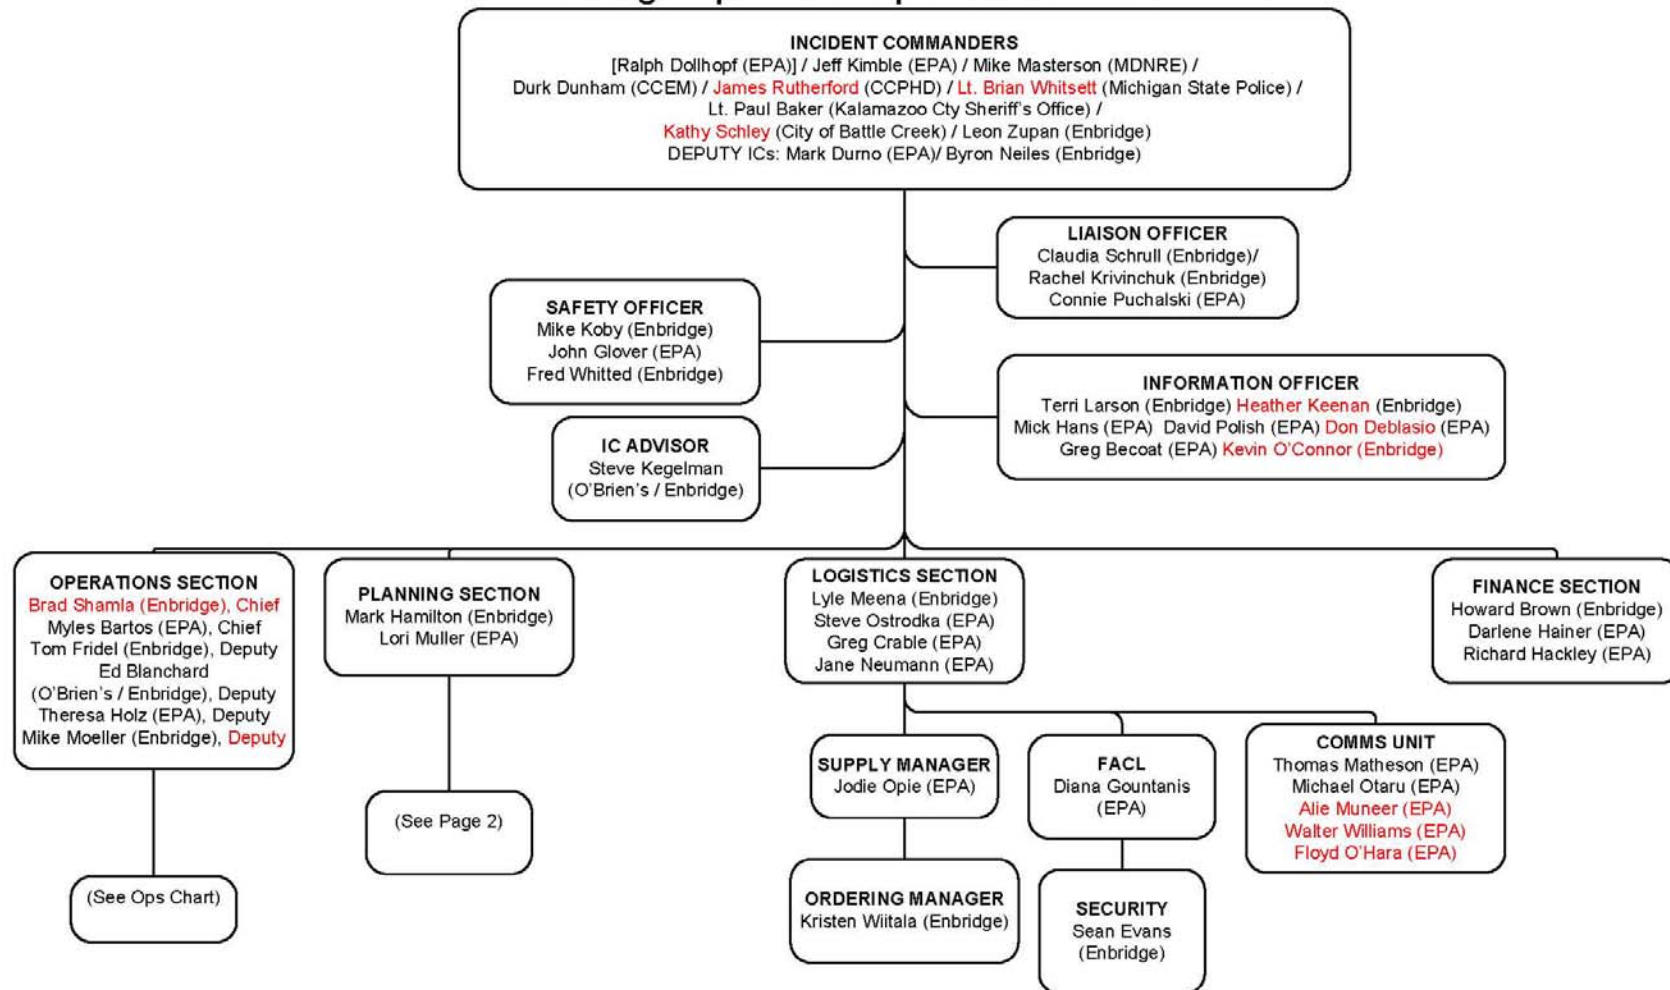 INCIDENT COMMANDERS
[Ralph Dollhopf (EPA)] / Jeff Kimble (EPA) / Mike Masterson (MDNRE) /
Durk Dunham (CCEM) / James Rutherford (CCPHD) / Lt. Brian Whitsett (Michigan State Police) /
Lt. Paul Baker (Kalamazoo Cty Sheriff's Office) /
Kathy Schley (City of Battle Creek) / Leon Zupan (Enbridge)
DEPUTY ICs: Mark Durno (EPA)/ Byron Neiles (Enbridge)
LIAISON OFFICER
Claudia Schrull (Enbridge)/
Rachel Krivinchuk (Enbridge)
Connie Puchalski (EPA)
SAFETY OFFICER
Mike Koby (Enbridge)
John Glover (EPA)
Fred Whitted (Enbridge)
INFORMATION OFFICER
Terri Larson (Enbridge) Heather Keenan (Enbridge)
Mick Hans (EPA) David Polish (EPA) Don Deblasio (EPA)
Greg Becoat (EPA) Kevin O'Connor (Enbridge)
IC ADVISOR
Steve Kegelman
(O'Brien's / Enbridge)
OPERATIONS SECTION
Brad Shamla (Enbridge), Chief
Myles Bartos (EPA), Chief
Tom Fridel (Enbridge), Deputy
Ed Blanchard
(O'Brien's / Enbridge), Deputy
Theresa Holz (EPA), Deputy
Mike Moeller (Enbridge), Deputy
PLANNING SECTION
Mark Hamilton (Enbridge)
Lori Muller (EPA)
LOGISTICS SECTION
Lyle Meena (Enbridge)
Steve Ostrodka (EPA)
Greg Crable (EPA)
Jane Neumann (EPA)
FINANCE SECTION
Howard Brown (Enbridge)
Darlene Hainer (EPA)
Richard Hackley (EPA)
(See Ops Chart)
(See Page 2)
SUPPLY MANAGER
Jodie Opie (EPA)
FACL
Diana Gountanis
(EPA)
COMMS UNIT
Thomas Matheson (EPA)
Michael Otaru (EPA)
Alie Muneer (EPA)
Walter Williams (EPA)
Floyd O'Hara (EPA)
ORDERING MANAGER
Kristen Wiitala (Enbridge)
SECURITY
Sean Evans
(Enbridge)